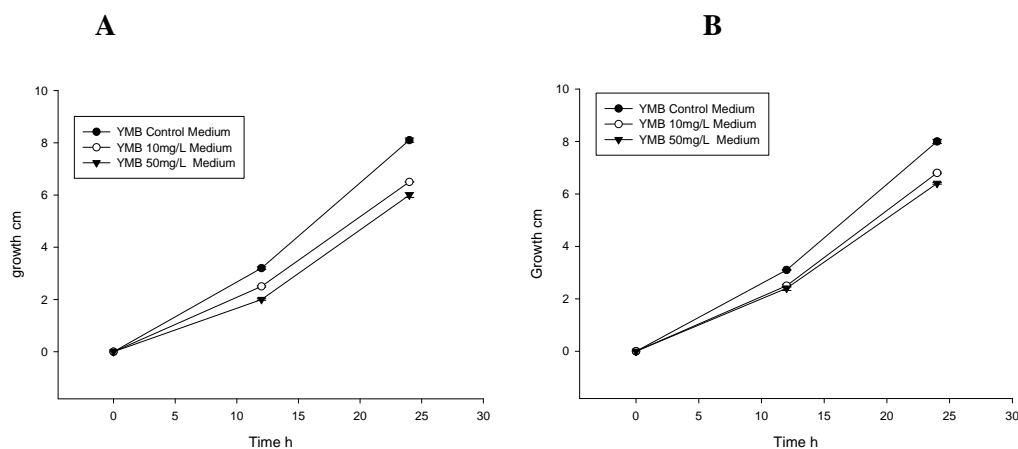 A
growth cm
10
8
6
4
2
0
YMB Control Medium
YMB 10mg/L Medium
YMB 50mg/L Medium
0 5 10 15 20 25 30
Time h
B
Growth cm
10
8
6
4
2
0
YMB Control Medium
YMB 10mg/L Medium
YMB 50mg/L Medium
0 5 10 15 20 25 30
Time h